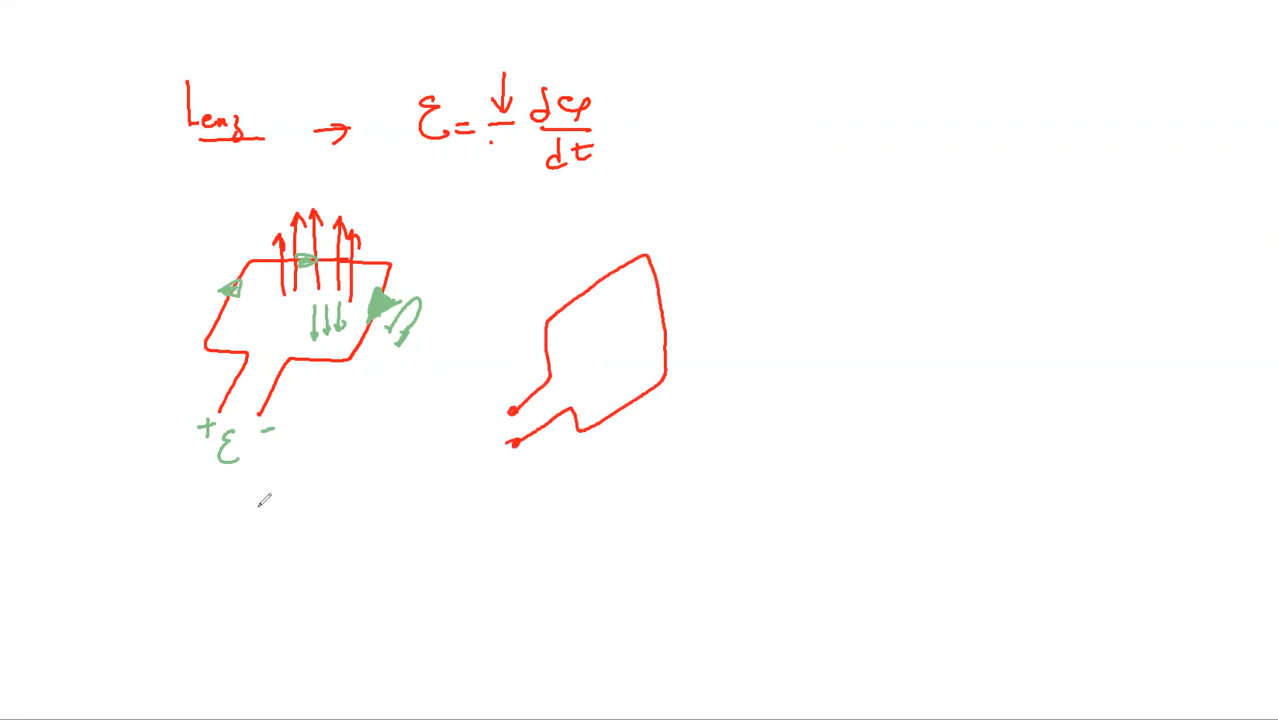 Lenz → ℰ = - dφ/dt
+ ℰ -